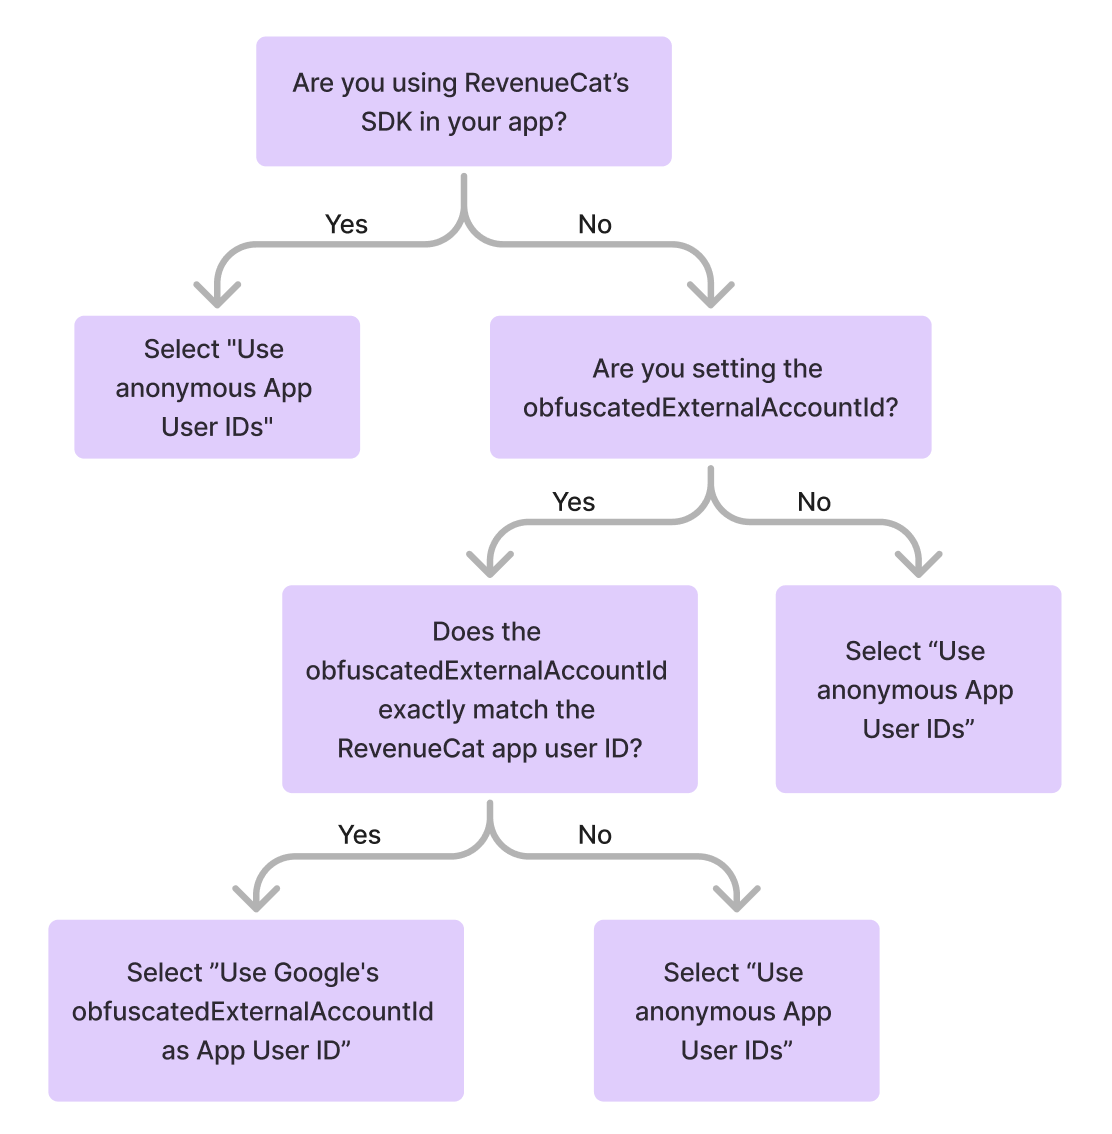 Are you using RevenueCat’s
SDK in your app?
Yes
No
Select "Use
anonymous App
User IDs"
Are you setting the
obfuscatedExternalAccountId?
Yes
No
Does the
obfuscatedExternalAccountId
exactly match the
RevenueCat app user ID?
Select “Use
anonymous App
User IDs”
Yes
No
Select ”Use Google's
obfuscatedExternalAccountId
as App User ID”
Select “Use
anonymous App
User IDs”